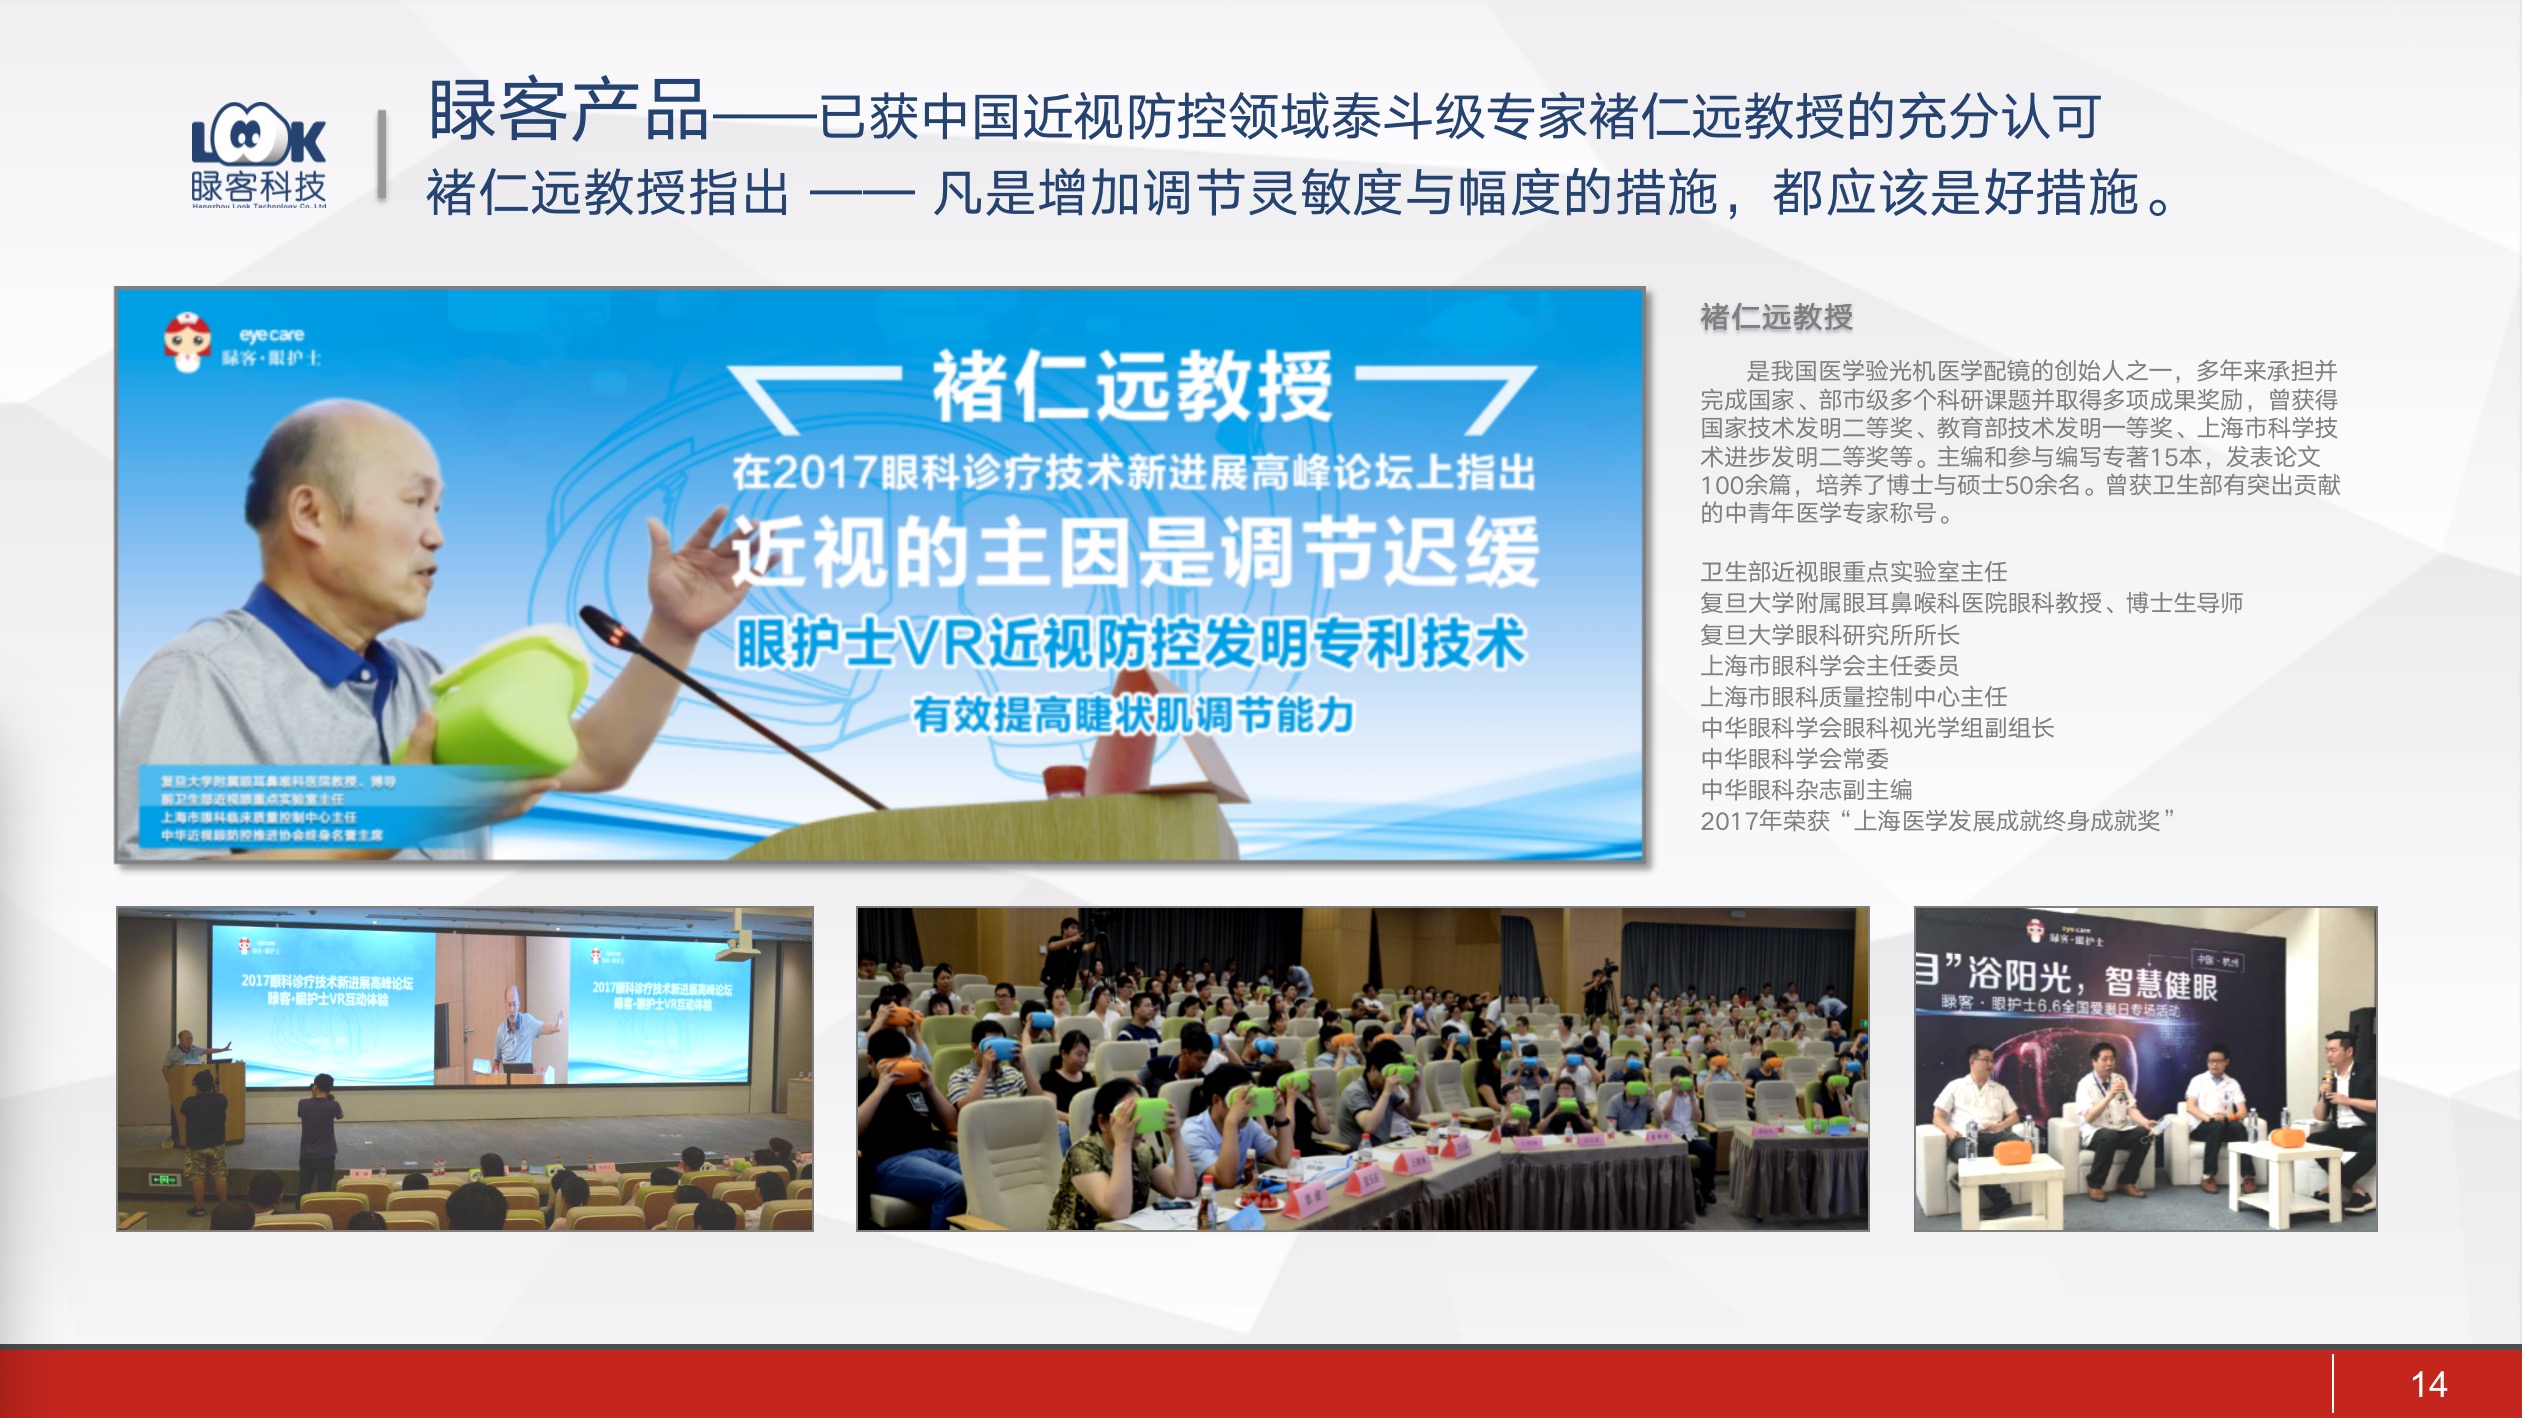 LOOK
睩客科技
Hangzhou Look Technology Co.,Ltd
睩客产品——已获中国近视防控领域泰斗级专家褚仁远教授的充分认可
褚仁远教授指出 —— 凡是增加调节灵敏度与幅度的措施，都应该是好措施。
eye care
睩客·眼护士
褚仁远教授
在2017眼科诊疗技术新进展高峰论坛上指出
近视的主因是调节迟缓
眼护士VR近视防控发明专利技术
有效提高睫状肌调节能力
复旦大学附属眼耳鼻喉科医院教授、博导
前卫生部近视眼重点实验室主任
上海市眼科临床质量控制中心主任
中华近视眼防控推进协会终身名誉主席
褚仁远教授
是我国医学验光机医学配镜的创始人之一，多年来承担并
完成国家、部市级多个科研课题并取得多项成果奖励，曾获得
国家技术发明二等奖、教育部技术发明一等奖、上海市科学技
术进步发明二等奖等。主编和参与编写专著15本，发表论文
100余篇，培养了博士与硕士50余名。曾获卫生部有突出贡献
的中青年医学专家称号。
卫生部近视眼重点实验室主任
复旦大学附属眼耳鼻喉科医院眼科教授、博士生导师
复旦大学眼科研究所所长
上海市眼科学会主任委员
上海市眼科质量控制中心主任
中华眼科学会眼科视光学组副组长
中华眼科学会常委
中华眼科杂志副主编
2017年荣获“上海医学发展成就终身成就奖”
2017眼科诊疗技术新进展高峰论坛
睩客·眼护士VR互动体验
2017眼科诊疗技术新进展高峰论坛
睩客·眼护士VR互动体验
eye care
睩客·眼护士
中国·杭州
目”浴阳光，智慧健眼
睩客·眼护士6.6全国爱眼日专场活动
14